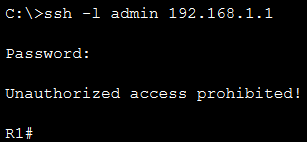 C:\>ssh -l admin 192.168.1.1
Password:
Unauthorized access prohibited!
R1#